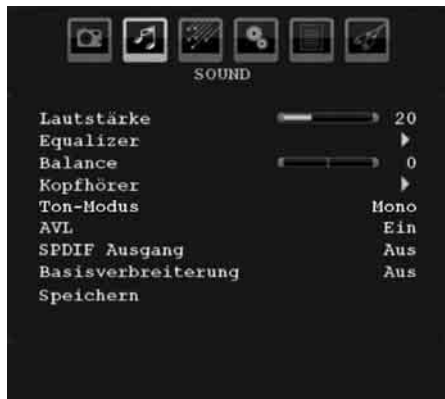 SOUND
Lautstärke 20
Equalizer
Balance 0
Kopfhörer
Ton-Modus Mono
AVL Ein
SPDIF Ausgang Aus
Basisverbreiterung Aus
Speichern